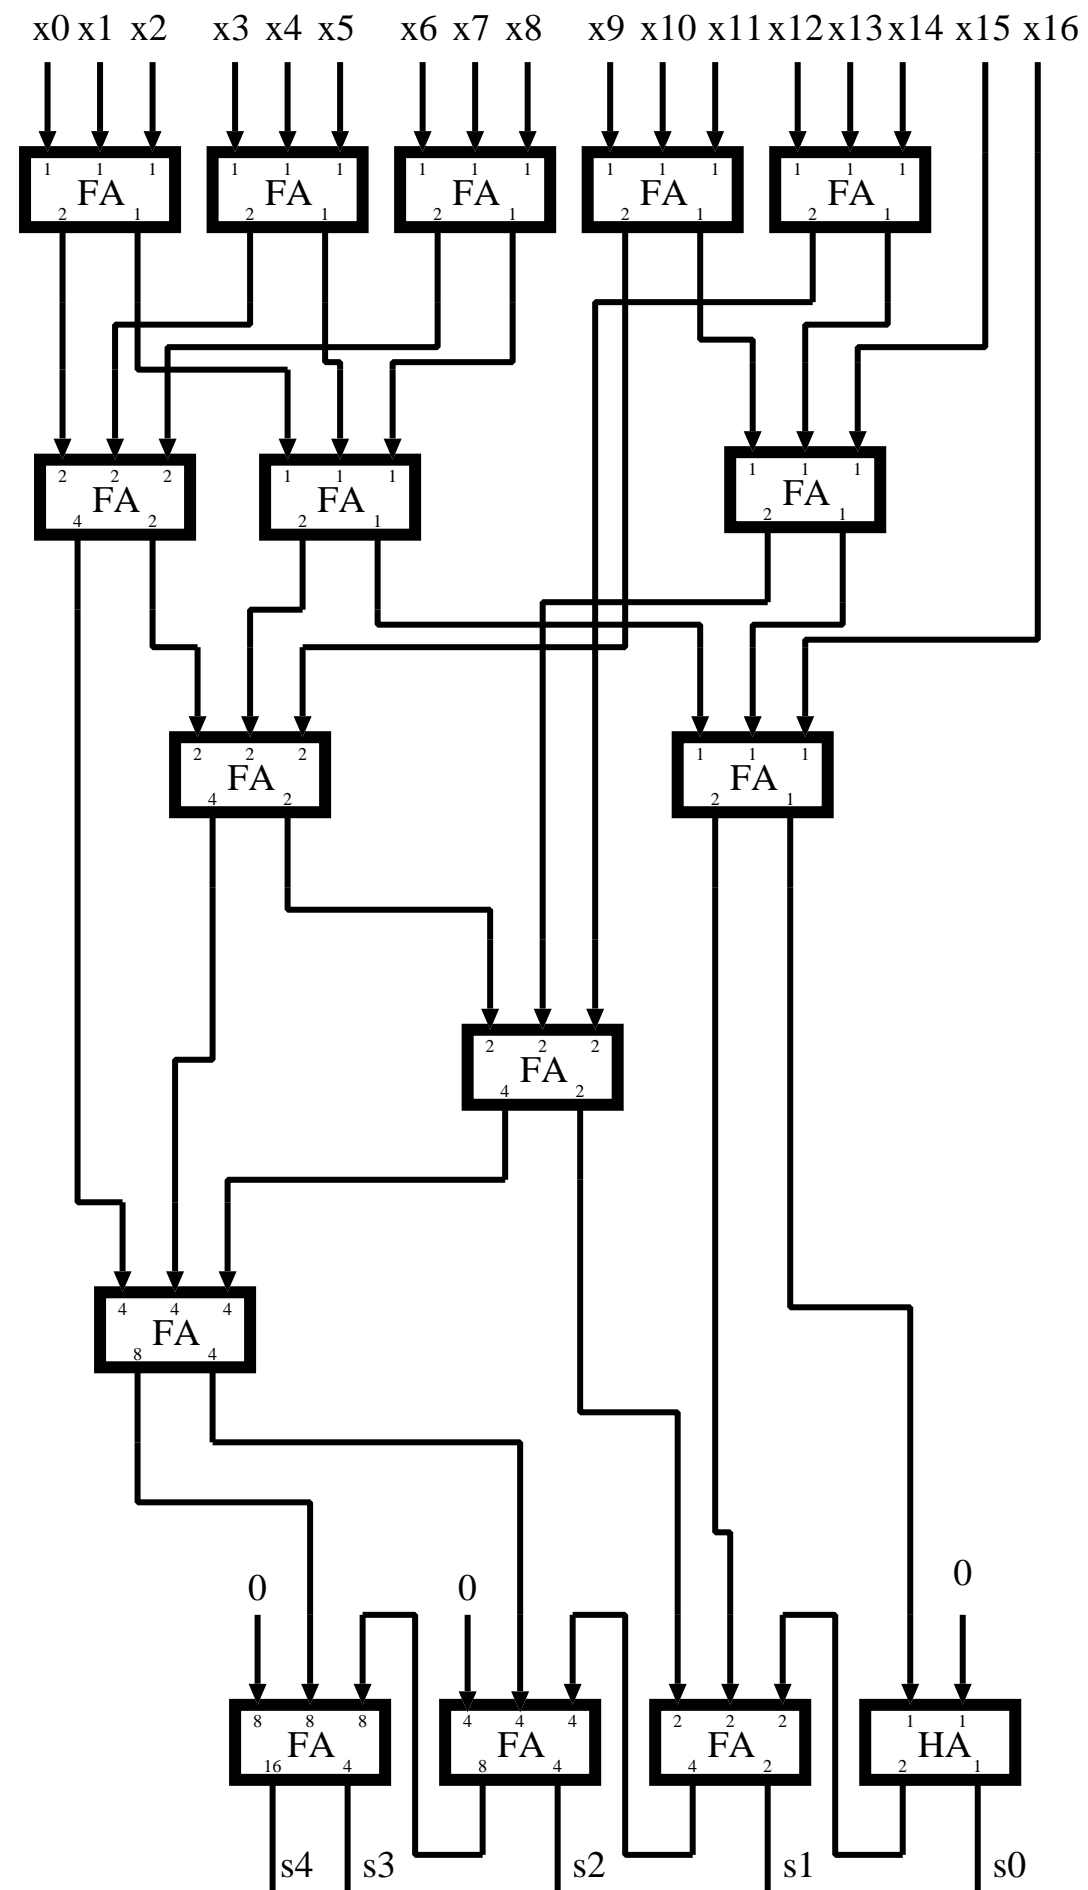 x0 x1 x2 x3 x4 x5 x6 x7 x8 x9 x10 x11 x12 x13 x14 x15 x16
1 1 1 1 1 1 1 1 1 1 1 1 1 1 1
FA FA FA FA FA
2 1 2 1 2 1 2 1 2 1
2 2 2 1 1 1 1 1 1
FA FA FA
4 2 2 1 2 1
2 2 2 1 1 1
FA FA
4 2 2 1
2 2 2
FA
4 2
4 4 4
FA
8 4
0 0 0
8 8 8 4 4 4 2 2 2 1 1
FA FA FA HA
16 4 8 4 4 2 2 1
s4 s3 s2 s1 s0